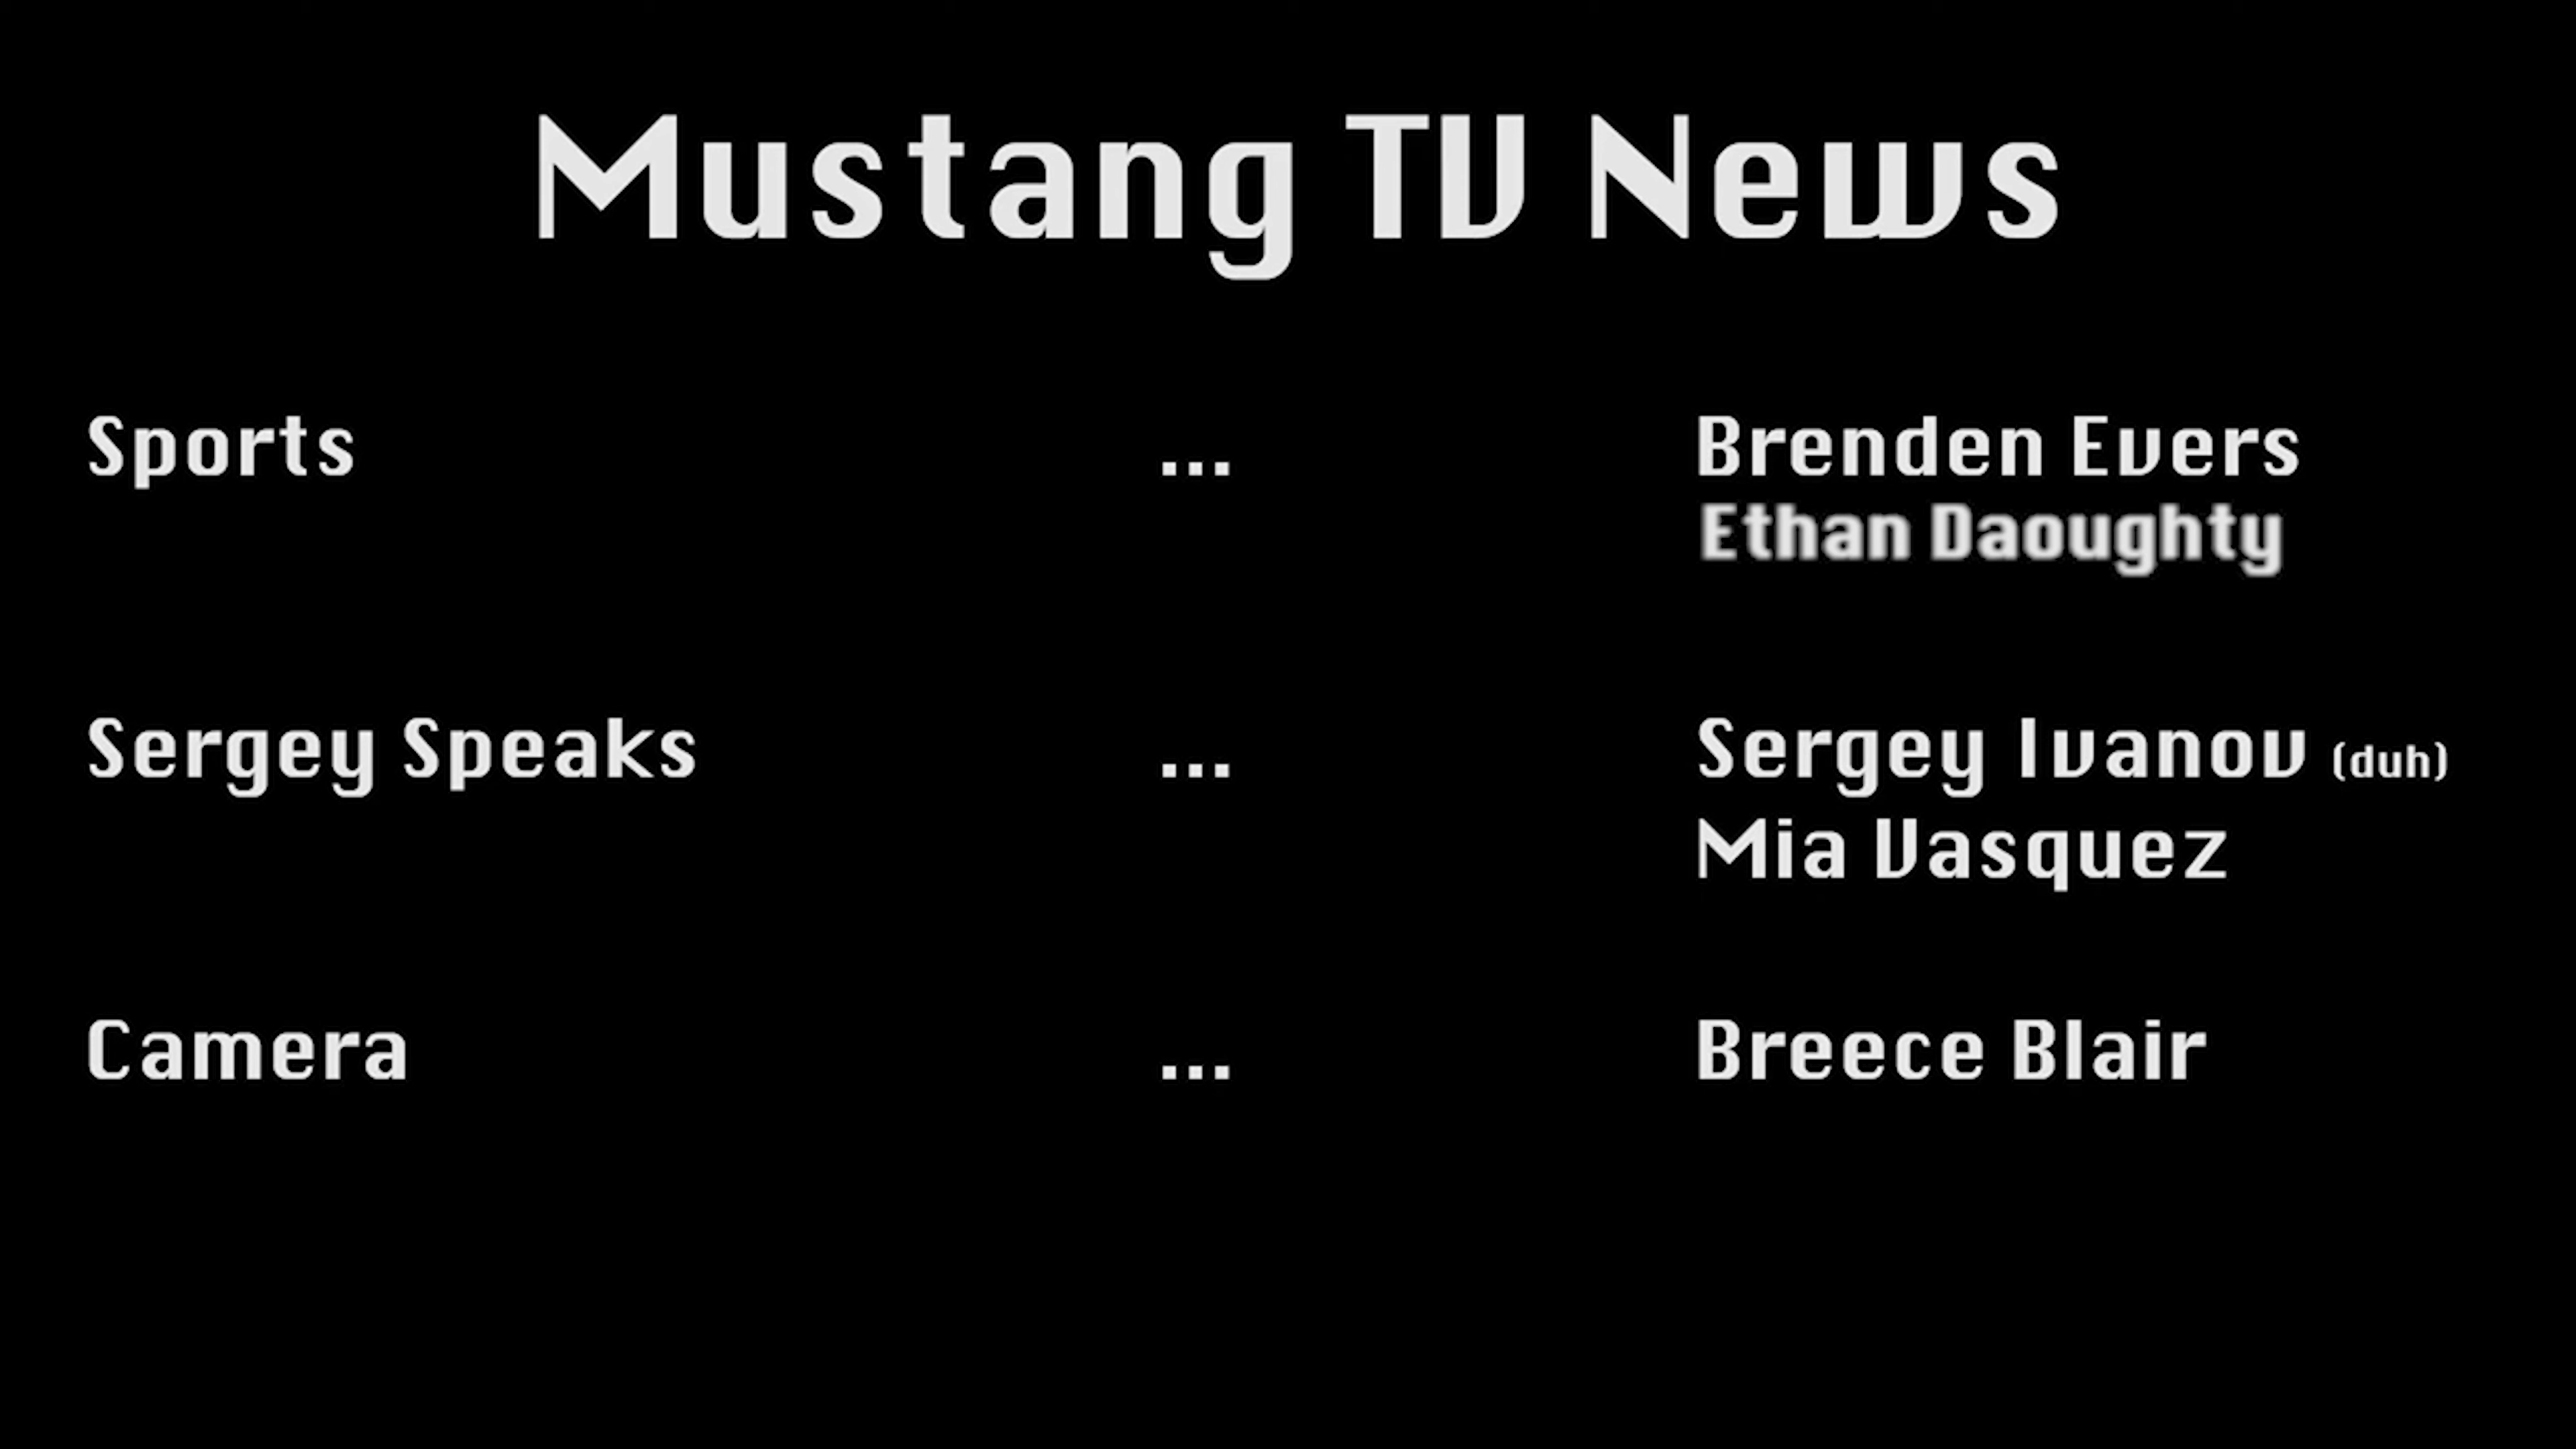 Mustang TV News
Sports ... Brenden Evers
Ethan Daoughty
Sergey Speaks ... Sergey Ivanov (duh)
Mia Vasquez
Camera ... Breece Blair